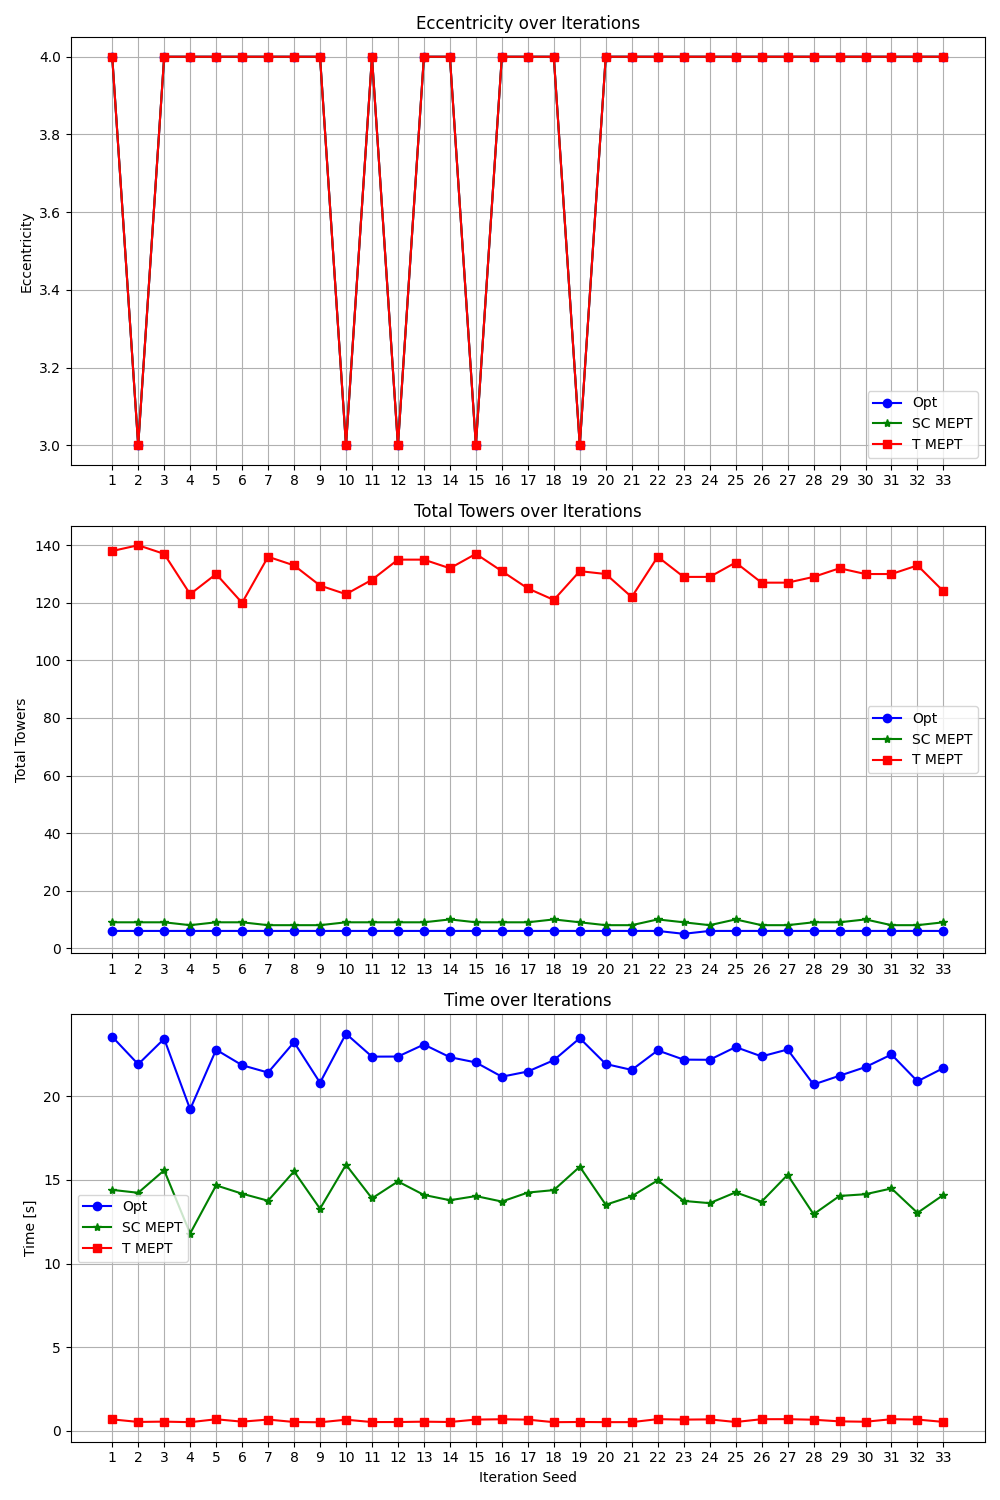 Eccentricity over Iterations
4.0
3.8
3.6
3.4
3.2
3.0
Eccentricity
Opt
SC MEPT
T MEPT
1 2 3 4 5 6 7 8 9 10 11 12 13 14 15 16 17 18 19 20 21 22 23 24 25 26 27 28 29 30 31 32 33
Total Towers over Iterations
140
120
100
80
60
40
20
0
Total Towers
Opt
SC MEPT
T MEPT
1 2 3 4 5 6 7 8 9 10 11 12 13 14 15 16 17 18 19 20 21 22 23 24 25 26 27 28 29 30 31 32 33
Time over Iterations
20
15
10
5
0
Time [s]
Opt
SC MEPT
T MEPT
1 2 3 4 5 6 7 8 9 10 11 12 13 14 15 16 17 18 19 20 21 22 23 24 25 26 27 28 29 30 31 32 33
Iteration Seed